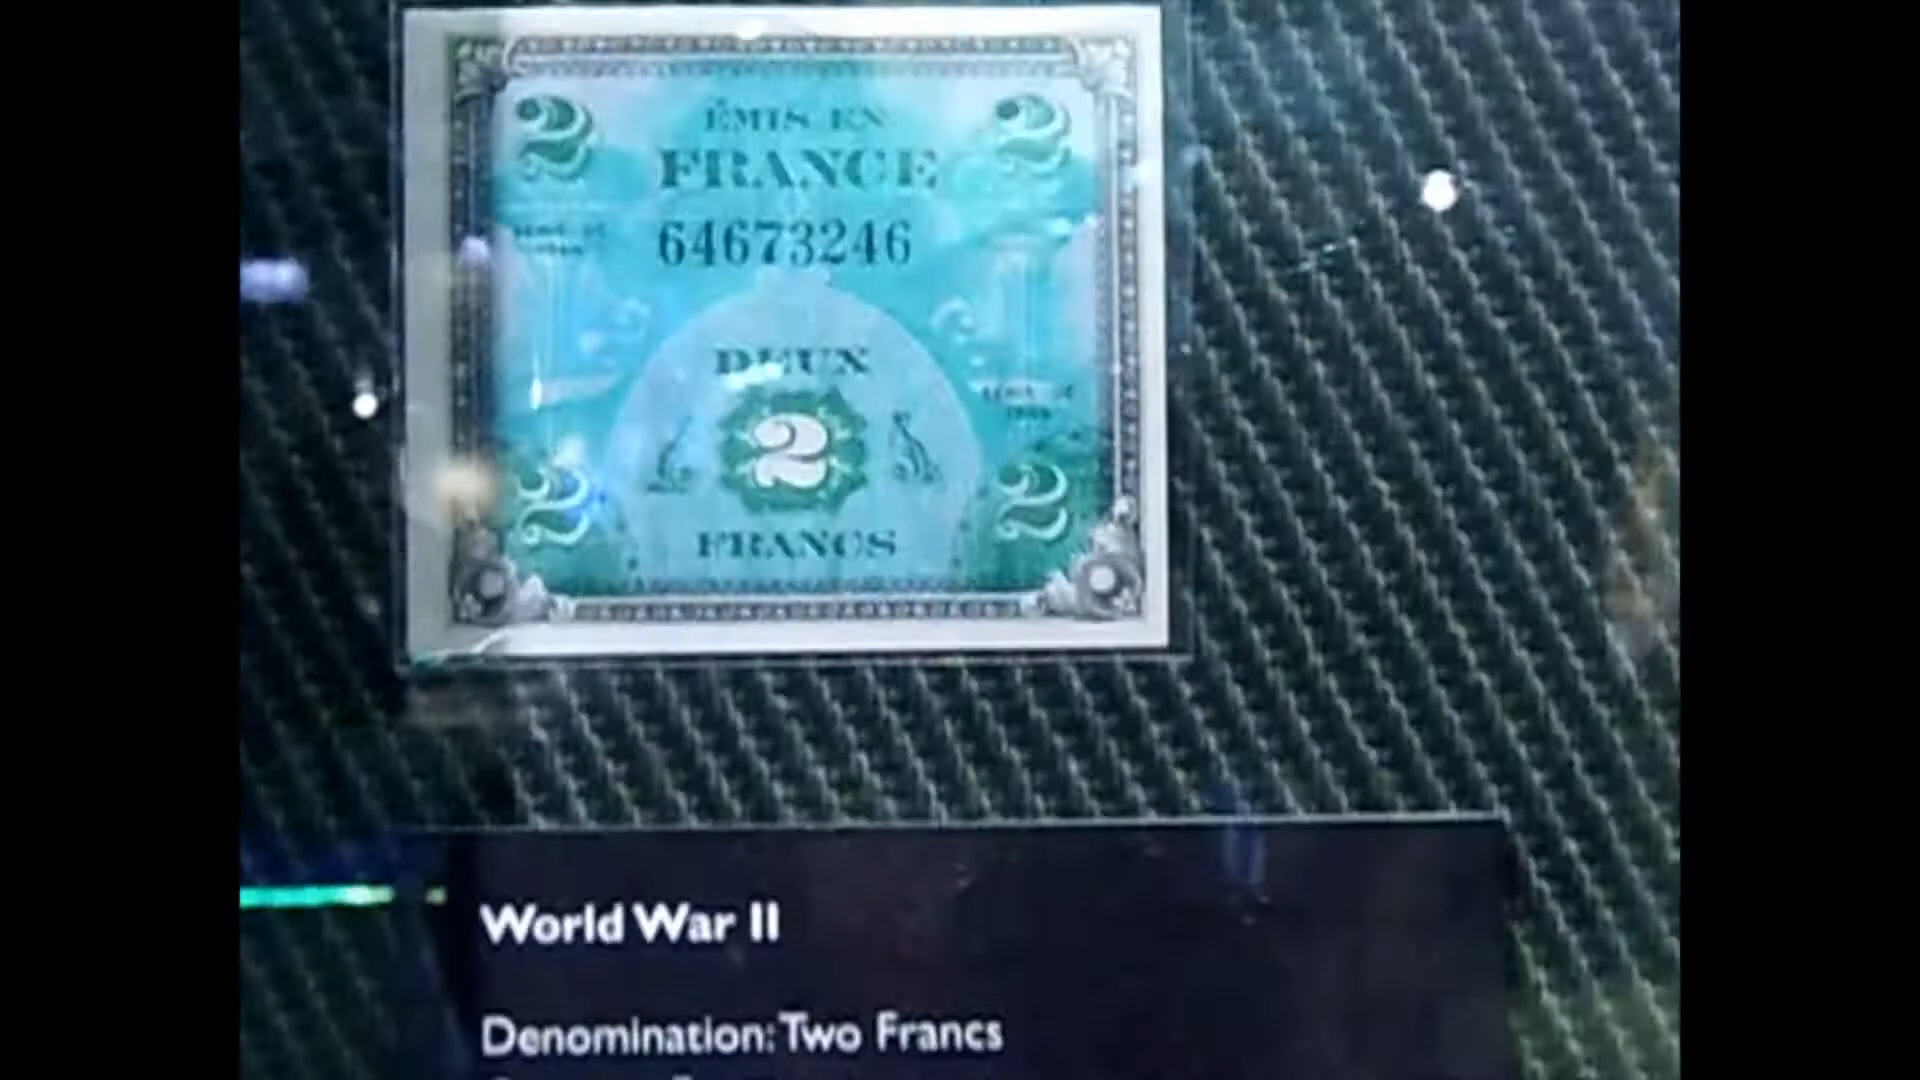 2 2
ÉMIS EN
FRANCE
64673246
DEUX
2
2 2
FRANCS
World War II
Denomination: Two Francs